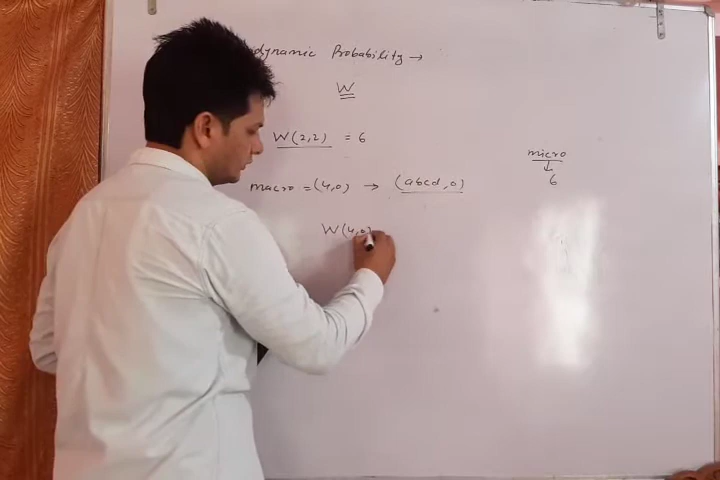 dynamic Probability →
W
W(2,2) = 6
micro
↓
6
macro = (4,0) → (abcd, 0)
W(4,0)